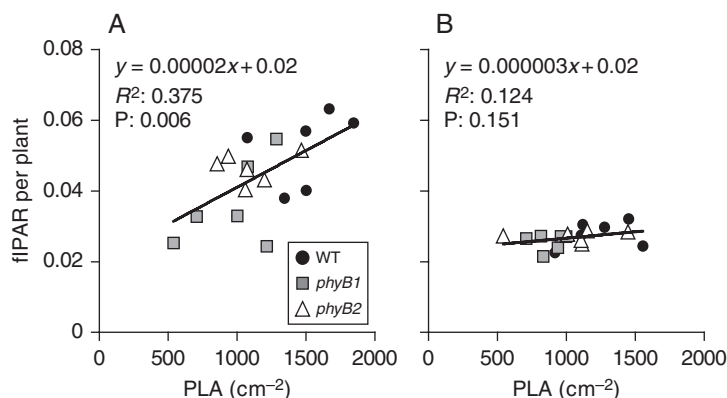 A
y = 0.00002x + 0.02
R²: 0.375
P: 0.006
0.08
0.06
0.04
0.02
0
fIPAR per plant
0 500 1000 1500 2000
PLA (cm⁻²)
WT
phyB1
phyB2
B
y = 0.000003x + 0.02
R²: 0.124
P: 0.151
0 500 1000 1500 2000
PLA (cm⁻²)